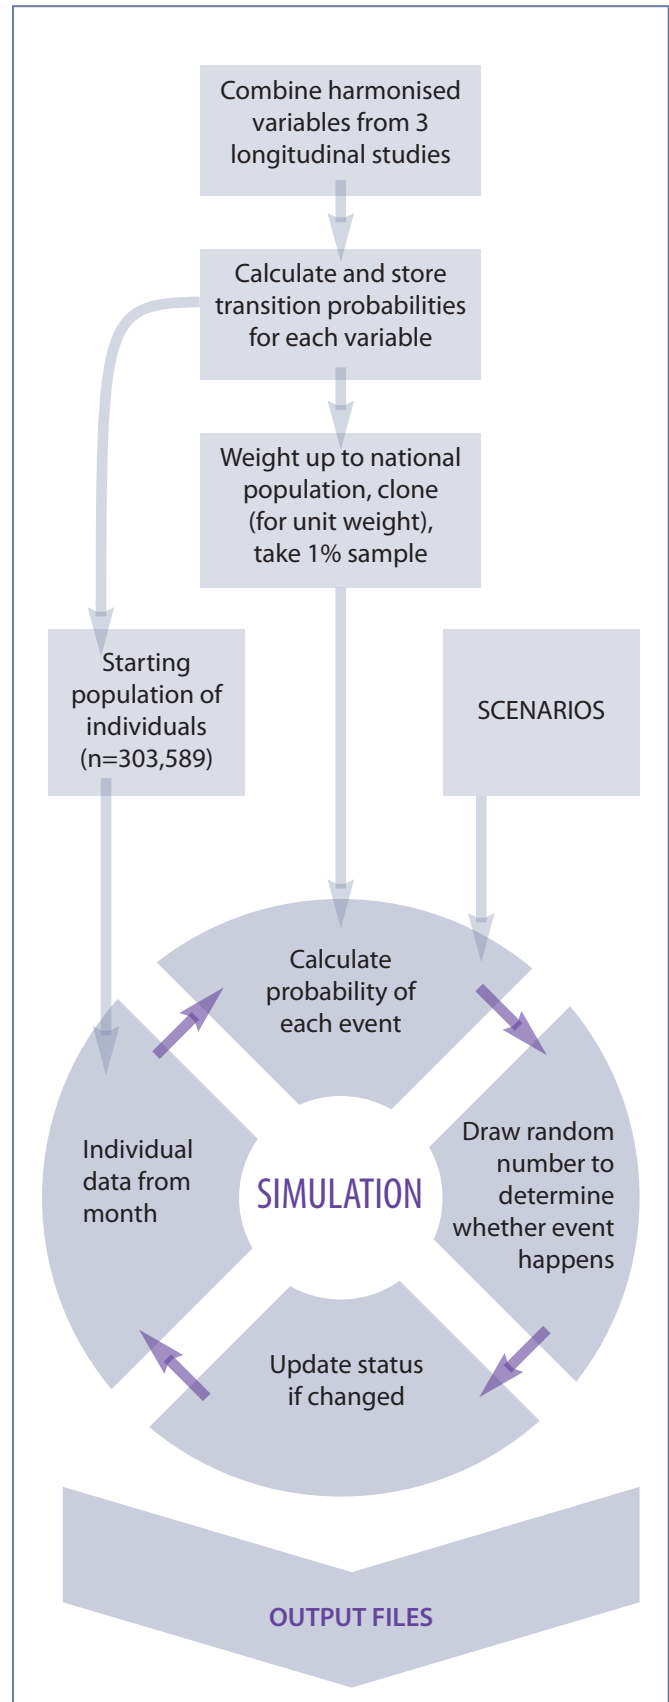 Combine harmonised
variables from 3
longitudinal studies
Calculate and store
transition probabilities
for each variable
Weight up to national
population, clone
(for unit weight),
take 1% sample
Starting
population of
individuals
(n=303,589)
SCENARIOS
Calculate
probability of
each event
Individual
data from
month
SIMULATION
Draw random
number to
determine
whether event
happens
Update status
if changed
OUTPUT FILES